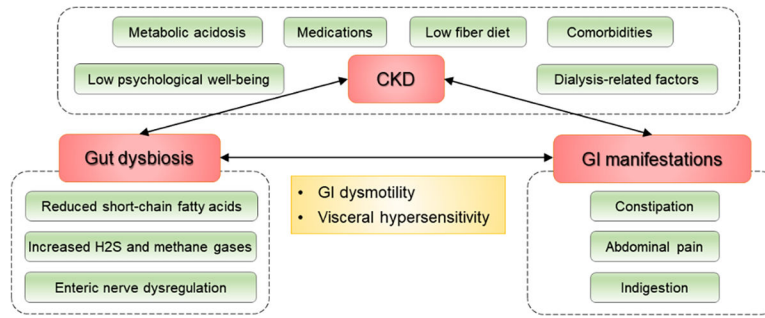 Metabolic acidosis
Medications
Low fiber diet
Comorbidities
Low psychological well-being
CKD
Dialysis-related factors
Gut dysbiosis
GI manifestations
• GI dysmotility
• Visceral hypersensitivity
Reduced short-chain fatty acids
Increased H2S and methane gases
Enteric nerve dysregulation
Constipation
Abdominal pain
Indigestion